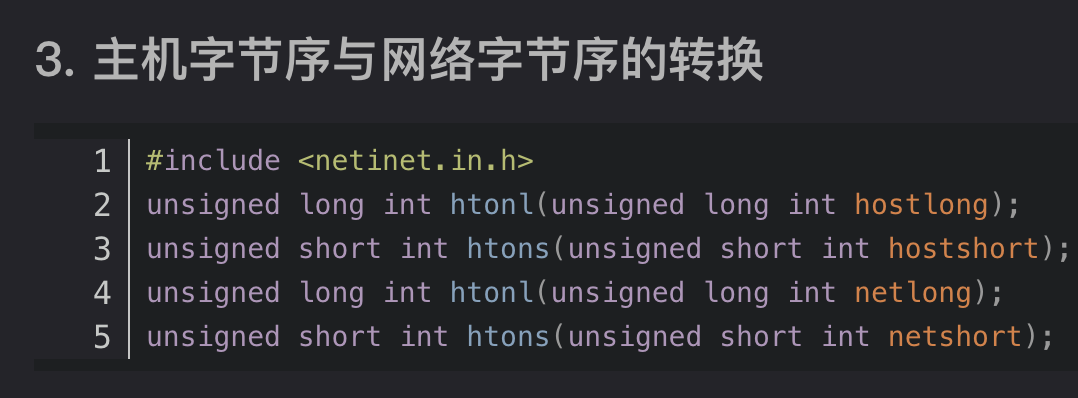 3. 主机字节序与网络字节序的转换
1 #include <netinet.in.h>
2 unsigned long int htonl(unsigned long int hostlong);
3 unsigned short int htons(unsigned short int hostshort);
4 unsigned long int htonl(unsigned long int netlong);
5 unsigned short int htons(unsigned short int netshort);